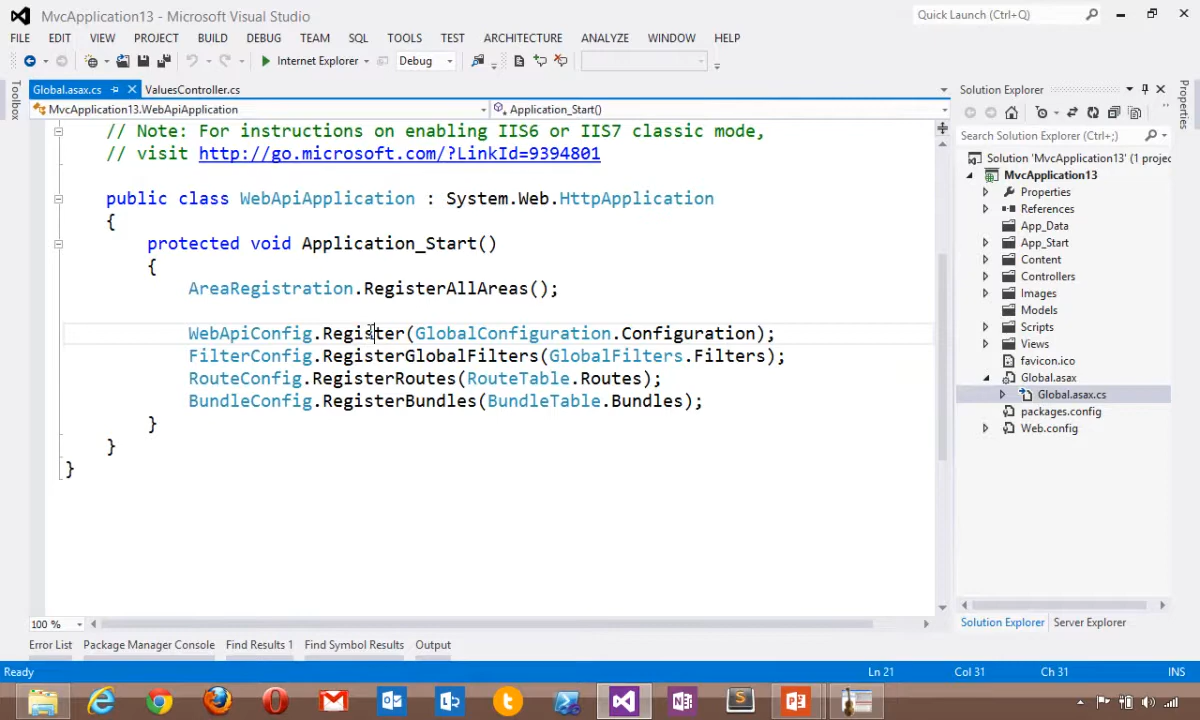 MvcApplication13 - Microsoft Visual Studio
Quick Launch (Ctrl+Q)
FILE EDIT VIEW PROJECT BUILD DEBUG TEAM SQL TOOLS TEST ARCHITECTURE ANALYZE WINDOW HELP
Internet Explorer Debug
Toolbox
Global.asax.cs ValuesController.cs
MvcApplication13.WebApiApplication Application_Start()
// Note: For instructions on enabling IIS6 or IIS7 classic mode,
// visit http://go.microsoft.com/?LinkId=9394801
public class WebApiApplication : System.Web.HttpApplication
{
protected void Application_Start()
{
AreaRegistration.RegisterAllAreas();
WebApiConfig.Register(GlobalConfiguration.Configuration);
FilterConfig.RegisterGlobalFilters(GlobalFilters.Filters);
RouteConfig.RegisterRoutes(RouteTable.Routes);
BundleConfig.RegisterBundles(BundleTable.Bundles);
}
}
}
100 %
Solution Explorer
Search Solution Explorer (Ctrl+;)
Solution 'MvcApplication13' (1 projec
MvcApplication13
Properties
References
App_Data
App_Start
Content
Controllers
Images
Models
Scripts
Views
favicon.ico
Global.asax
Global.asax.cs
packages.config
Web.config
Solution Explorer Server Explorer
Properties
Error List Package Manager Console Find Results 1 Find Symbol Results Output
Ready Ln 21 Col 31 Ch 31 INS